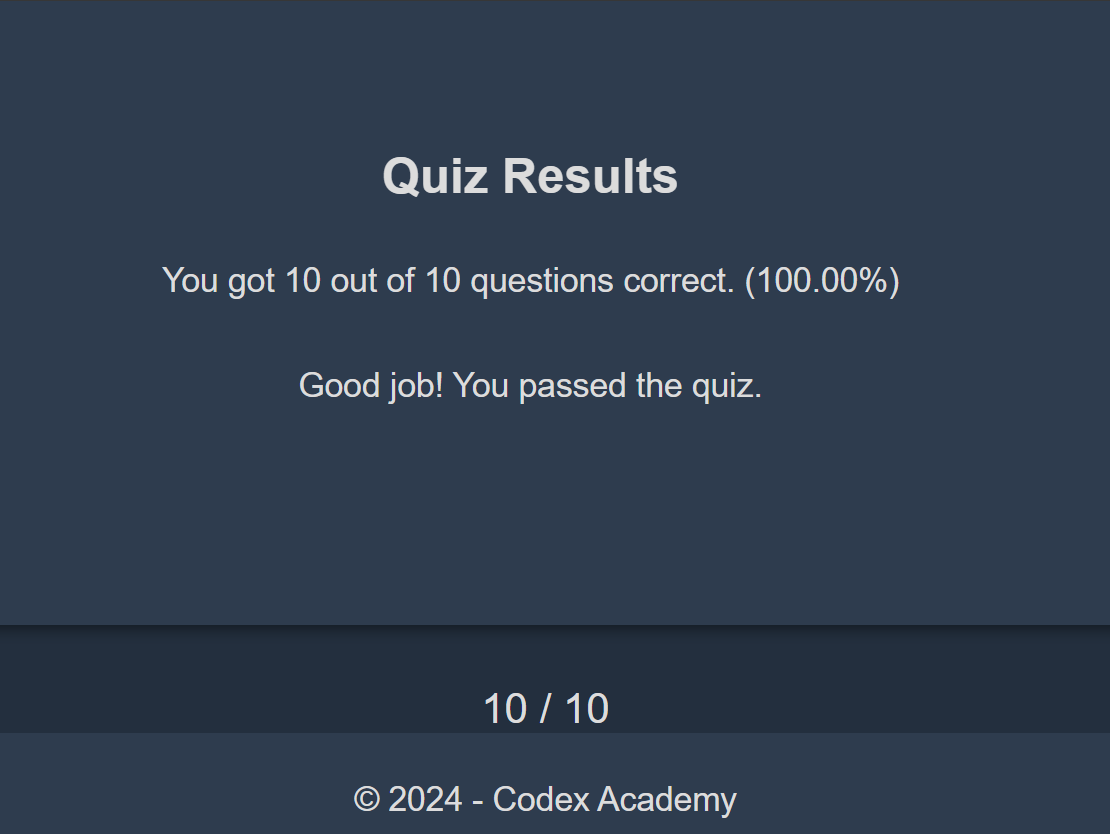 Quiz Results
You got 10 out of 10 questions correct. (100.00%)
Good job! You passed the quiz.
10 / 10
© 2024 - Codex Academy